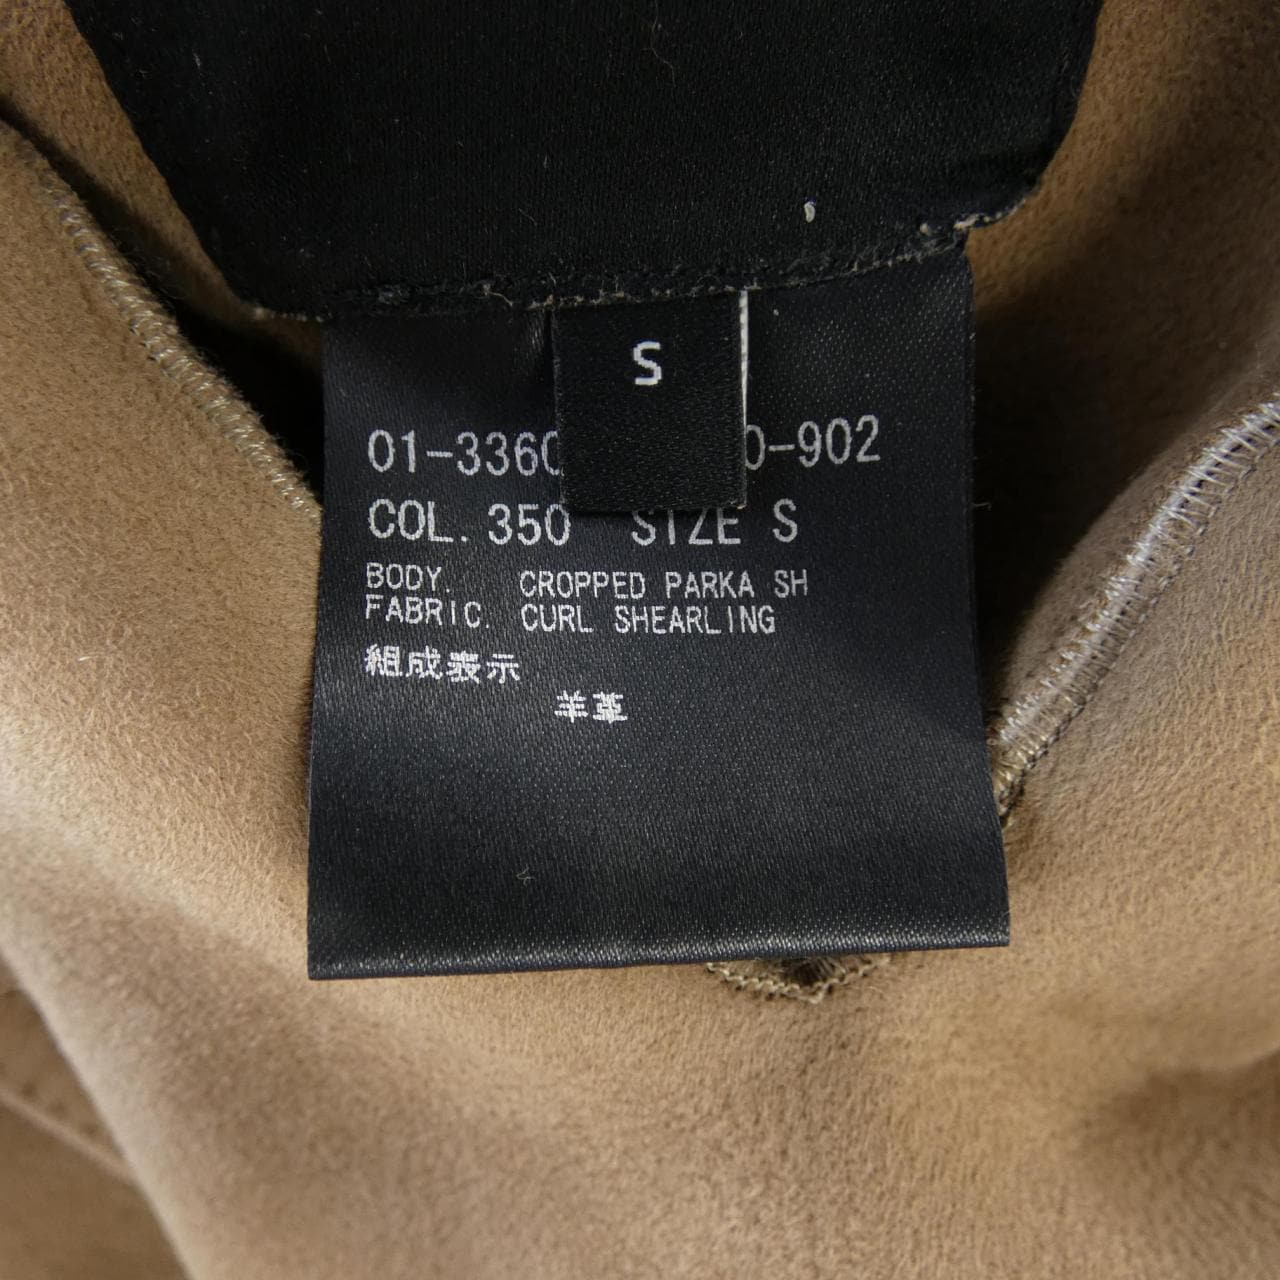 S
01-3360
0-902
COL. 350 SIZE S
BODY. CROPPED PARKA SH
FABRIC. CURL SHEARLING
組成表示
羊革